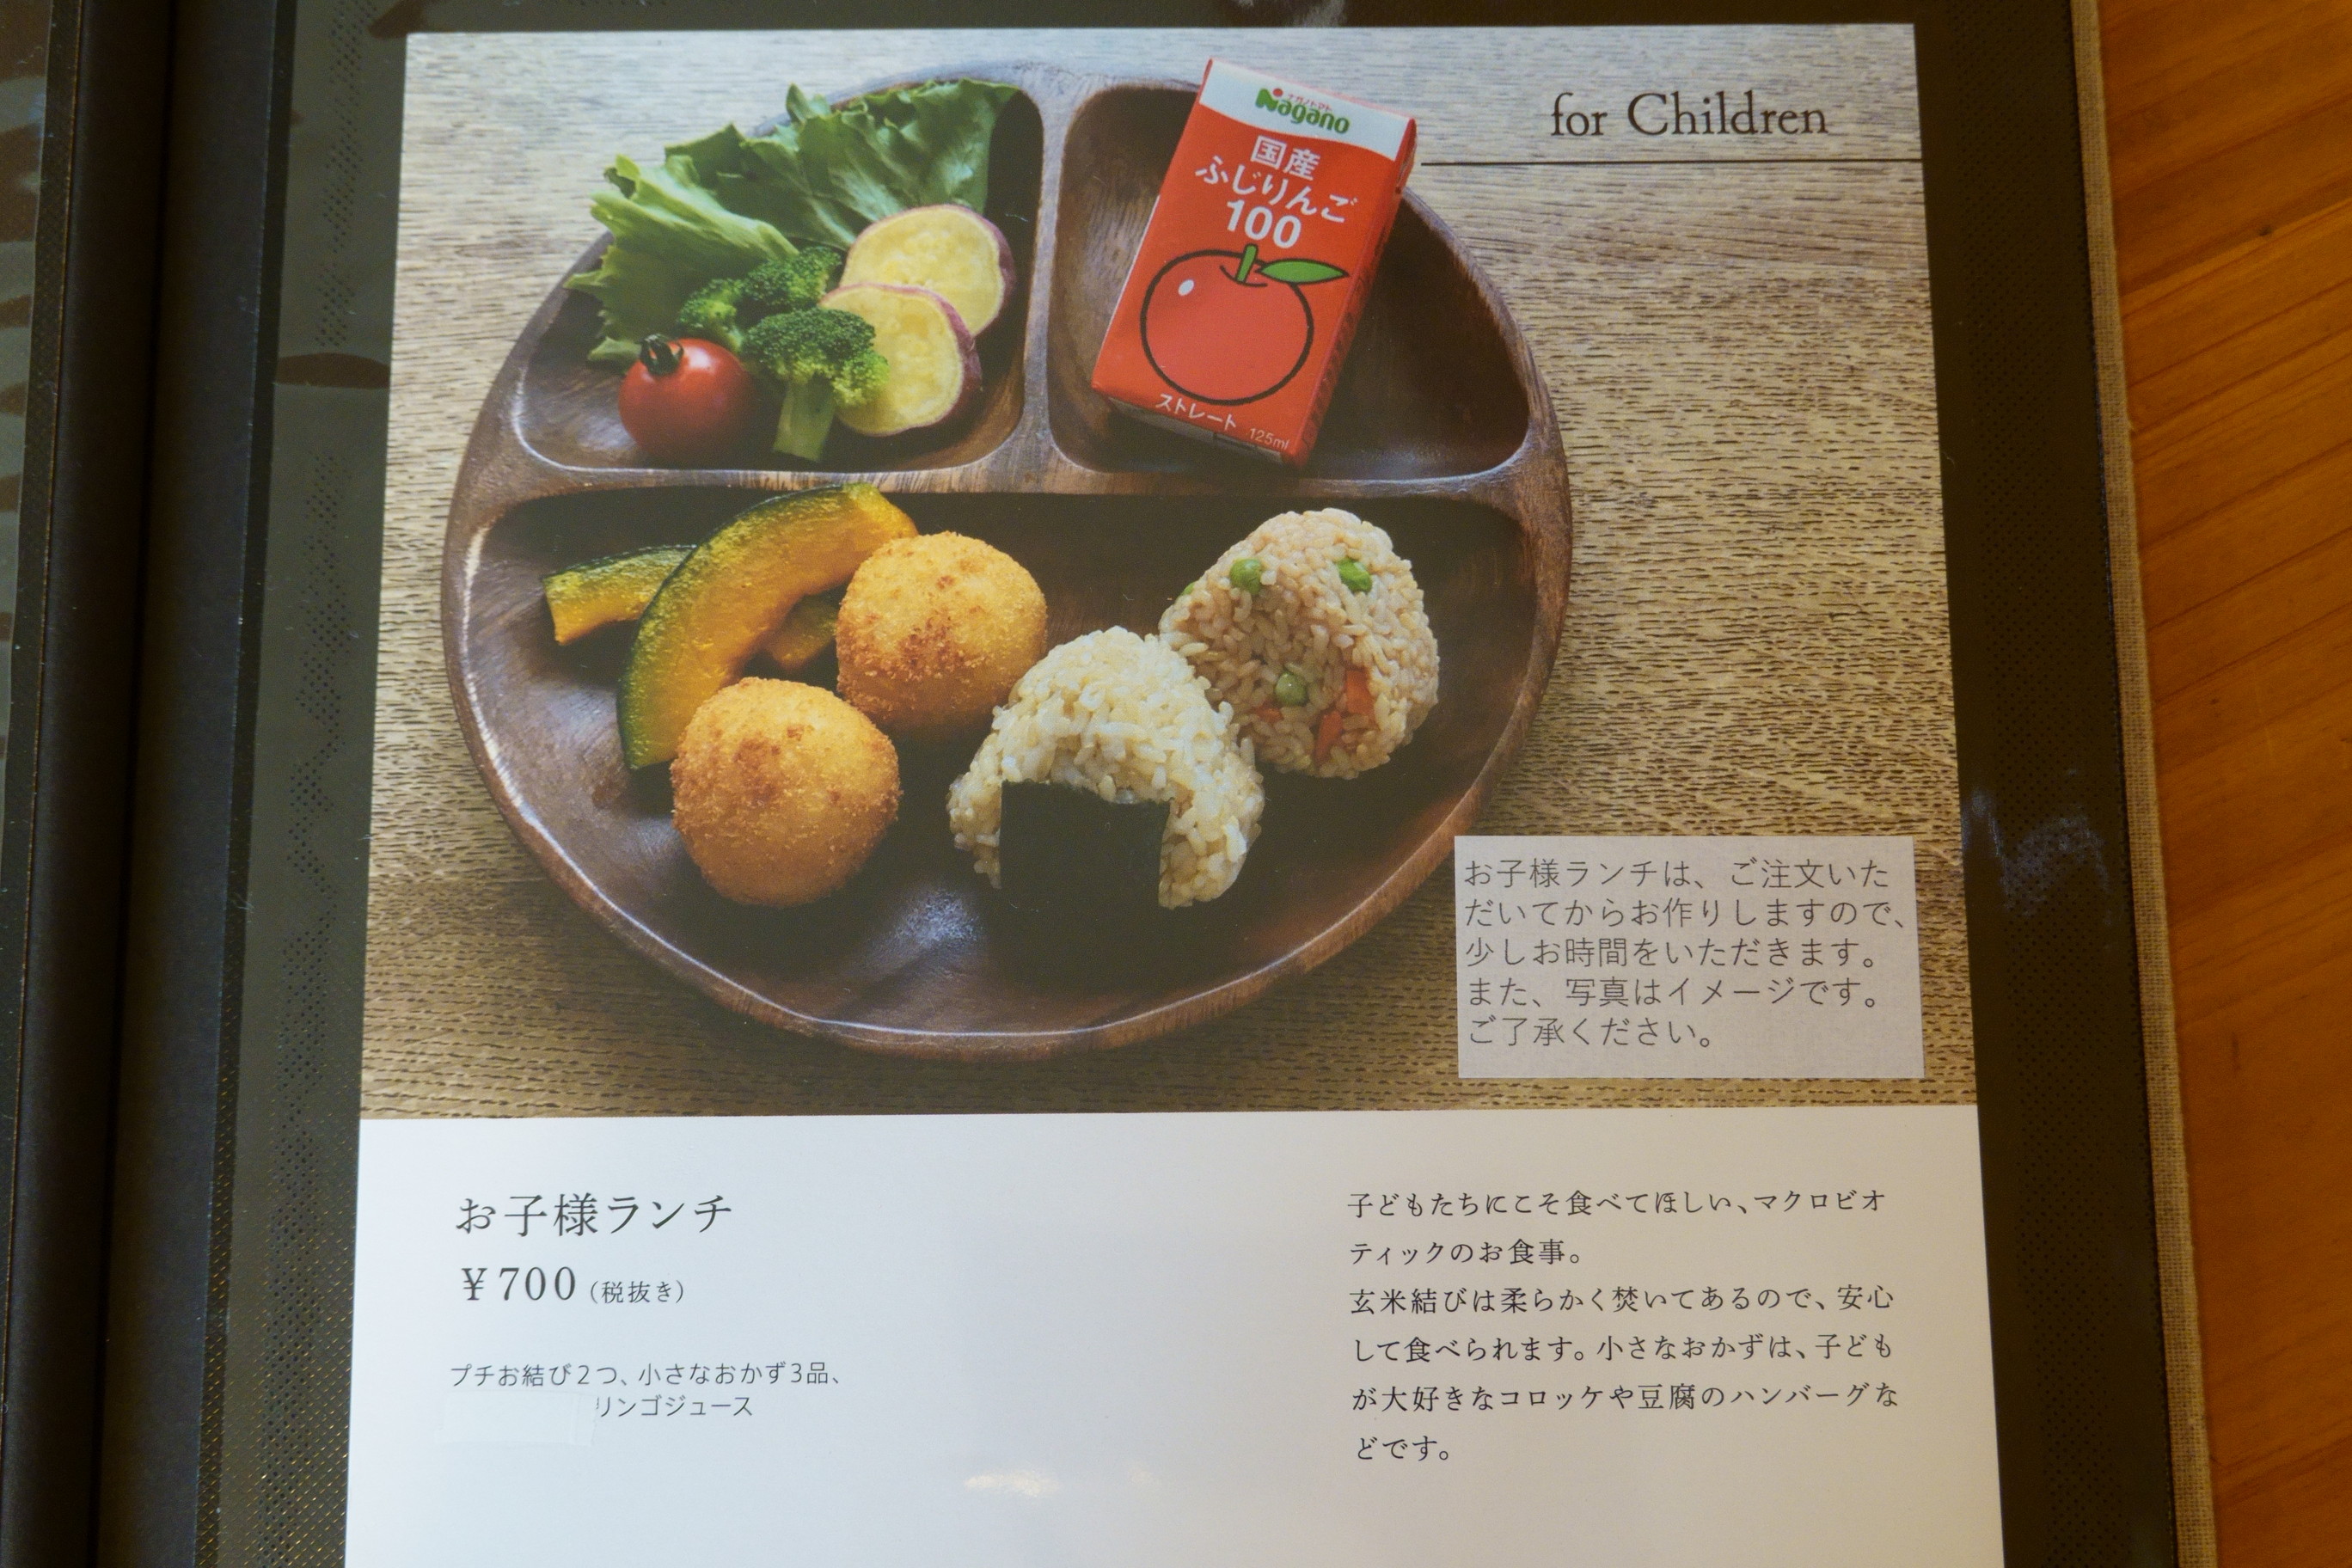 for Children
ナガノトマト
Nagano
国産
ふじりんご
100
ストレート 125ml
お子様ランチは、ご注文いた
だいてからお作りしますので、
少しお時間をいただきます。
また、写真はイメージです。
ご了承ください。
お子様ランチ
¥700(税抜き)
プチお結び2つ、小さなおかず3品、
リンゴジュース
子どもたちにこそ食べてほしい、マクロビオ
ティックのお食事。
玄米結びは柔らかく焚いてあるので、安心
して食べられます。小さなおかずは、子ども
が大好きなコロッケや豆腐のハンバーグな
どです。